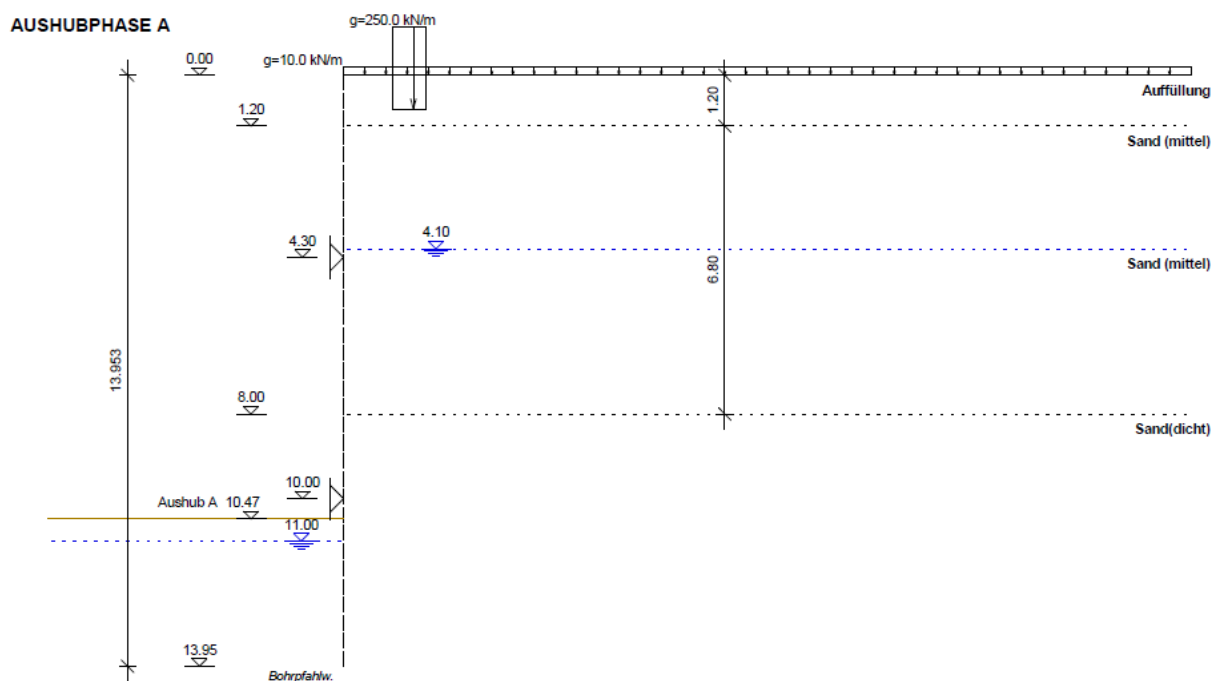 AUSHUBPHASE A
g=250.0 kN/m
0.00
g=10.0 kN/m
Auffüllung
1.20
1.20
Sand (mittel)
4.30
4.10
Sand (mittel)
6.80
13.953
8.00
Sand(dicht)
10.00
Aushub A 10.47
11.00
13.95
Bohrpfahlw.